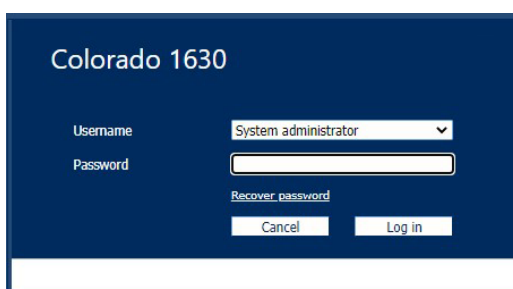 Colorado 1630
Username System administrator
Password
Recover password
Cancel Log in